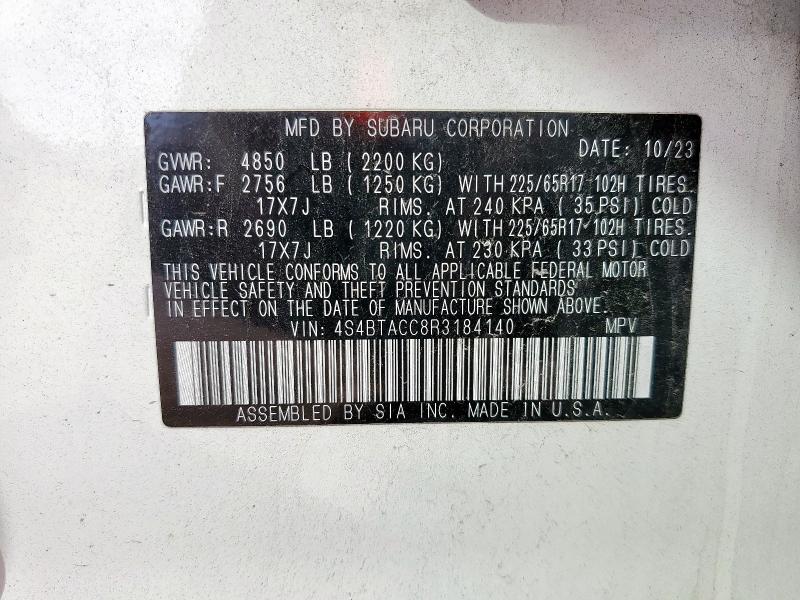 MFD BY SUBARU CORPORATION
DATE: 10/23
GVWR: 4850 LB (2200 KG)
GAWR:F 2756 LB (1250 KG) WITH 225/65R17 102H TIRES.
17X7J RIMS. AT 240 KPA (35 PSI) COLD
GAWR:R 2690 LB (1220 KG) WITH 225/65R17 102H TIRES.
17X7J RIMS. AT 230 KPA (33 PSI) COLD
THIS VEHICLE CONFORMS TO ALL APPLICABLE FEDERAL MOTOR
VEHICLE SAFETY AND THEFT PREVENTION STANDARDS
IN EFFECT ON THE DATE OF MANUFACTURE SHOWN ABOVE.
VIN: 4S4BTACC8R3184140 MPV
ASSEMBLED BY SIA INC. MADE IN U.S.A.